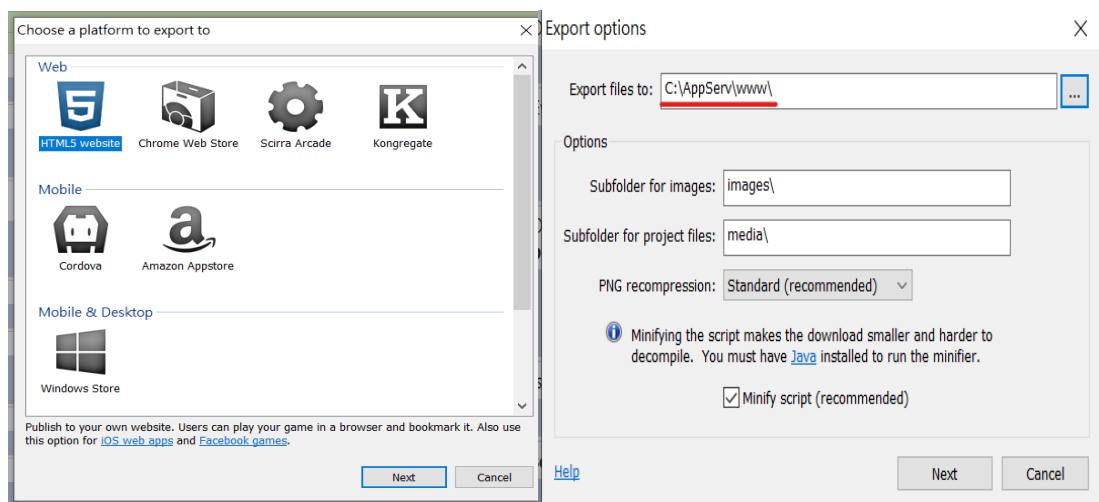 Choose a platform to export to
Web
HTML5 website
Chrome Web Store
Scirra Arcade
Kongregate
Mobile
Cordova
Amazon Appstore
Mobile & Desktop
Windows Store
Publish to your own website. Users can play your game in a browser and bookmark it. Also use
this option for iOS web apps and Facebook games.
Next
Cancel
Export options
Export files to: C:\AppServ\www\
...
Options
Subfolder for images: images\
Subfolder for project files: media\
PNG recompression: Standard (recommended)
Minifying the script makes the download smaller and harder to
decompile. You must have Java installed to run the minifier.
Minify script (recommended)
Help
Next
Cancel